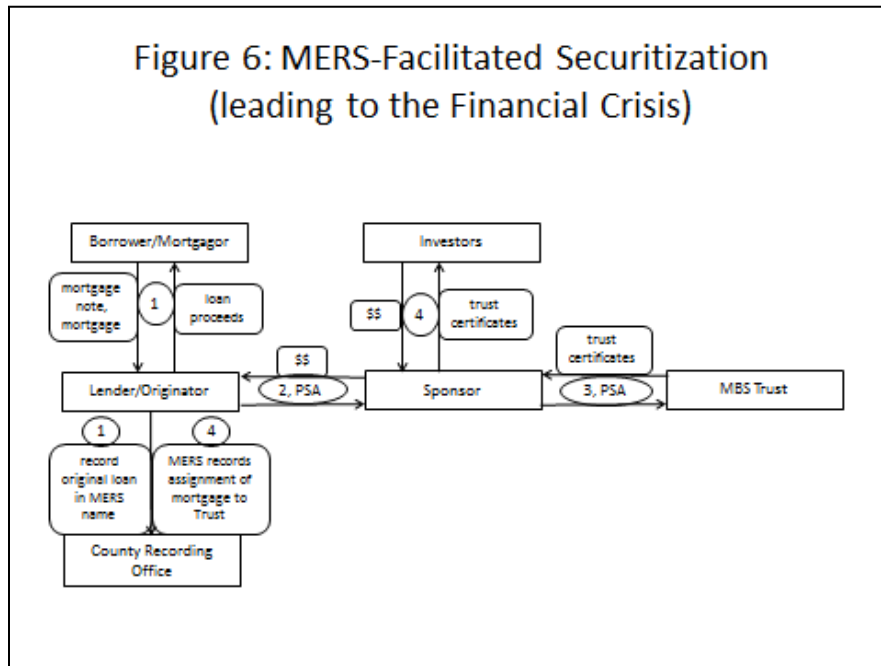 Figure 6: MERS-Facilitated Securitization
(leading to the Financial Crisis)
Borrower/Mortgagor
Investors
mortgage
note,
mortgage
1
loan
proceeds
$$
4
trust
certificates
$$
trust
certificates
Lender/Originator
2, PSA
Sponsor
3, PSA
MBS Trust
1
4
record
original loan
in MERS
name
MERS records
assignment of
mortgage to
Trust
County Recording
Office